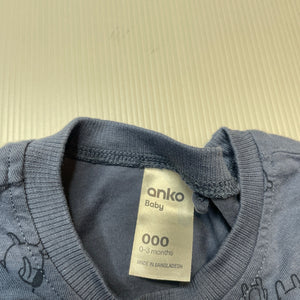 anko
Baby
000
0-3 months
MADE IN BANGLADESH